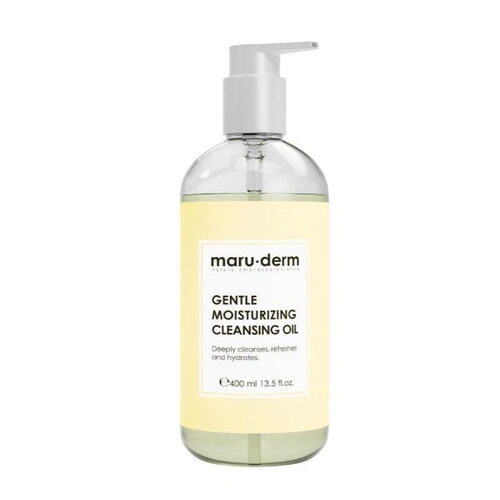 maru·derm
nature embraces science
GENTLE
MOISTURIZING
CLEANSING OIL
Deeply cleanses, refreshes
and hydrates.
℮400 ml 13.5 fl.oz.